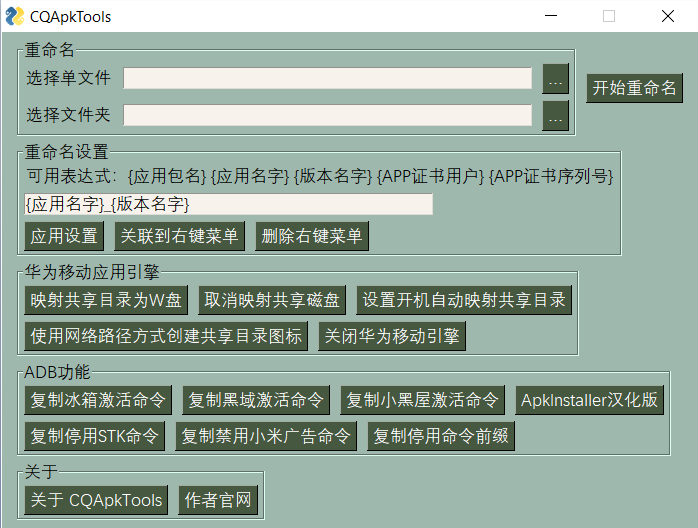 CQApkTools
重命名
选择单文件 ...
开始重命名
选择文件夹 ...
重命名设置
可用表达式：{应用包名} {应用名字} {版本名字} {APP证书用户} {APP证书序列号}
{应用名字}_{版本名字}
应用设置 关联到右键菜单 删除右键菜单
华为移动应用引擎
映射共享目录为W盘 取消映射共享磁盘 设置开机自动映射共享目录
使用网络路径方式创建共享目录图标 关闭华为移动引擎
ADB功能
复制冰箱激活命令 复制黑域激活命令 复制小黑屋激活命令 ApkInstaller汉化版
复制停用STK命令 复制禁用小米广告命令 复制停用命令前缀
关于
关于 CQApkTools 作者官网